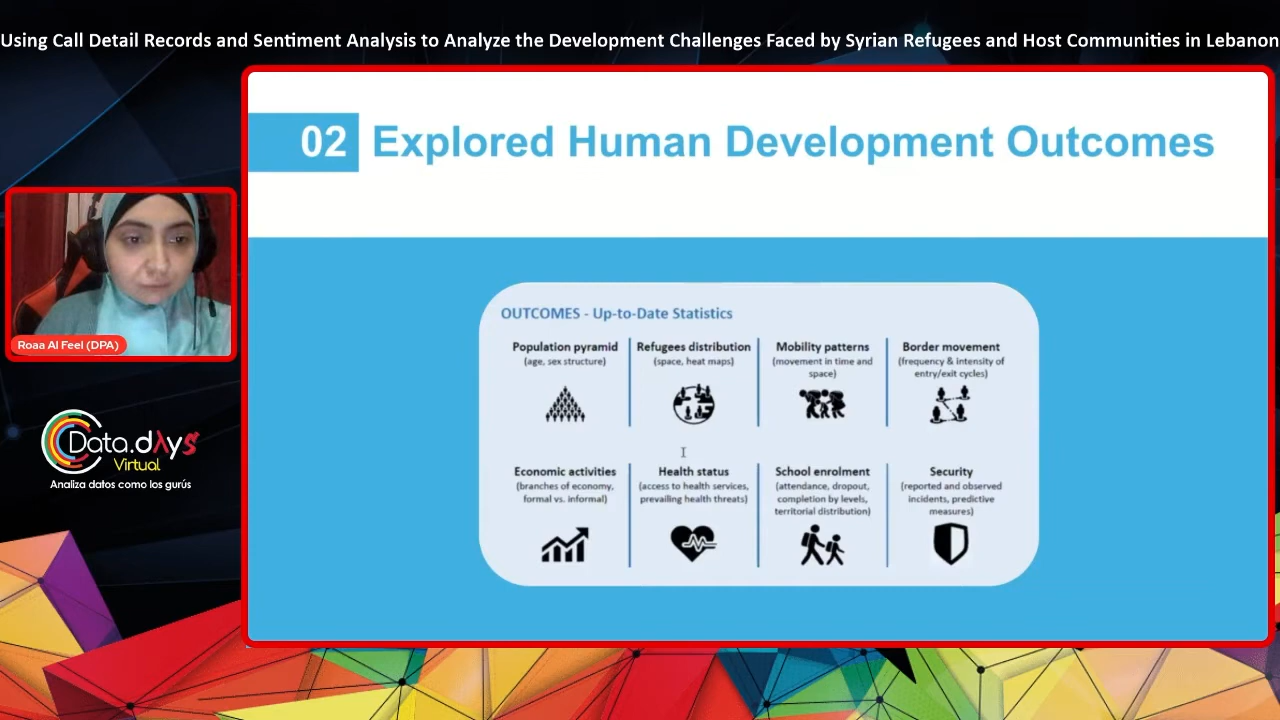 Using Call Detail Records and Sentiment Analysis to Analyze the Development Challenges Faced by Syrian Refugees and Host Communities in Lebanon
02 Explored Human Development Outcomes
OUTCOMES - Up-to-Date Statistics
Population pyramid
(age, sex structure)
Refugees distribution
(space, heat maps)
Mobility patterns
(movement in time and
space)
Border movement
(frequency & intensity of
entry/exit cycles)
Economic activities
(branches of economy,
formal vs. informal)
Health status
(access to health services,
prevailing health threats)
School enrolment
(attendance, dropout,
completion by levels,
territorial distribution)
Security
(reported and observed
incidents, predictive
measures)
Roaa Al Feel (DPA)
Data.dAys
Virtual
Analiza datos como los gurús